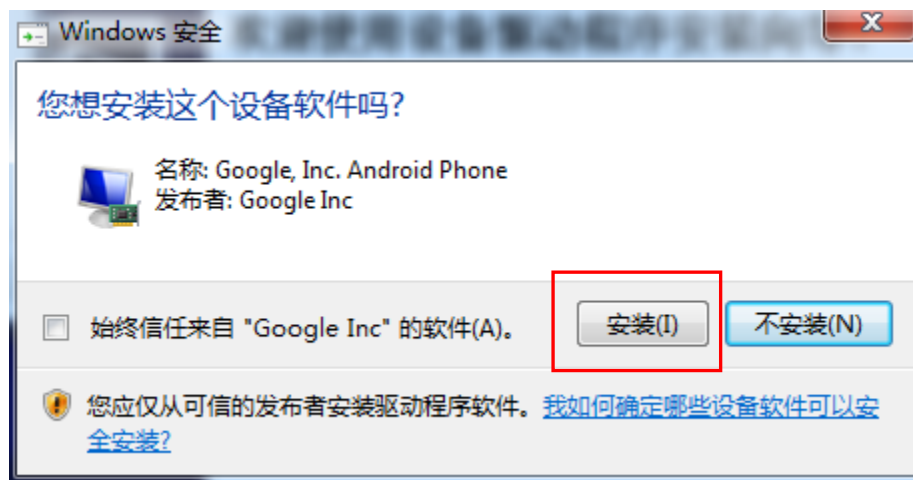 Windows 安全
您想安装这个设备软件吗?
名称: Google, Inc. Android Phone
发布者: Google Inc
始终信任来自 "Google Inc" 的软件(A)。
安装(I)
不安装(N)
您应仅从可信的发布者安装驱动程序软件。我如何确定哪些设备软件可以安
全安装?